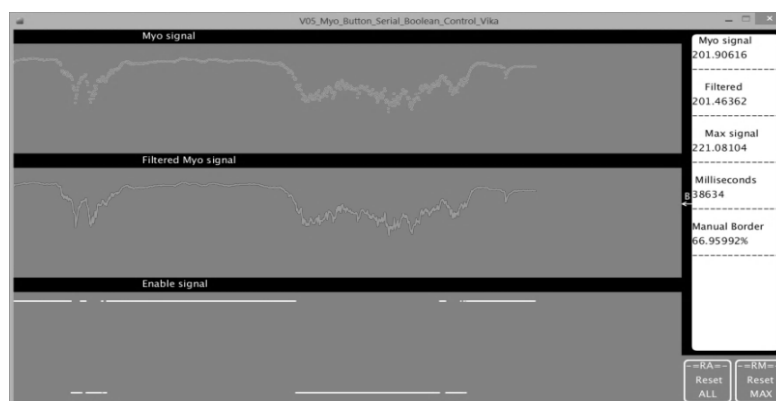 V05_Myo_Button_Serial_Boolean_Control_Vika
Myo signal
Filtered Myo signal
Enable signal
Myo signal
201.90616
Filtered
201.46362
Max signal
221.08104
Milliseconds
38634
Manual Border
66.95992%
B
-=RA=-
Reset
ALL
-=RM=-
Reset
MAX